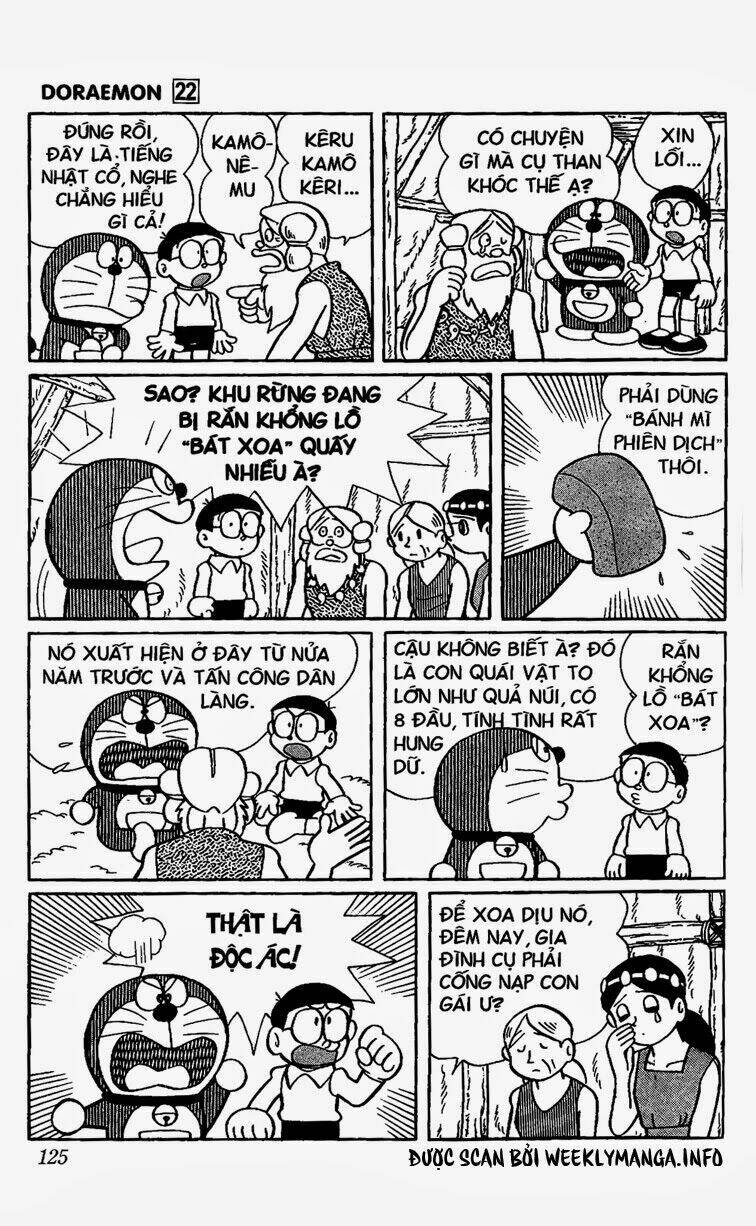 DORAEMON 22
XIN
LỖI...
CÓ CHUYỆN
GÌ MÀ CỤ THAN
KHÓC THẾ Ạ?
KÊRU
KAMÔ
KÊRI...
KAMÔ-
NÊ-
MU
ĐÚNG RỒI,
ĐÂY LÀ TIẾNG
NHẬT CỔ, NGHE
CHẲNG HIỂU
GÌ CẢ!
PHẢI DÙNG
“BÁNH MÌ
PHIÊN DỊCH”
THÔI.
SAO? KHU RỪNG ĐANG
BỊ RẮN KHỔNG LỒ
“BÁT XOA” QUẤY
NHIỄU À?
RẮN
KHỔNG
LỒ “BÁT
XOA”?
CẬU KHÔNG BIẾT À? ĐÓ
LÀ CON QUÁI VẬT TO
LỚN NHƯ QUẢ NÚI, CÓ
8 ĐẦU, TÍNH TÌNH RẤT
HUNG
DỮ.
NÓ XUẤT HIỆN Ở ĐÂY TỪ NỬA
NĂM TRƯỚC VÀ TẤN CÔNG DÂN
LÀNG.
ĐỂ XOA DỊU NÓ,
ĐÊM NAY, GIA
ĐÌNH CỤ PHẢI
CỐNG NẠP CON
GÁI Ư?
THẬT LÀ
ĐỘC ÁC!
125
ĐƯỢC SCAN BỞI WEEKLYMANGA.INFO